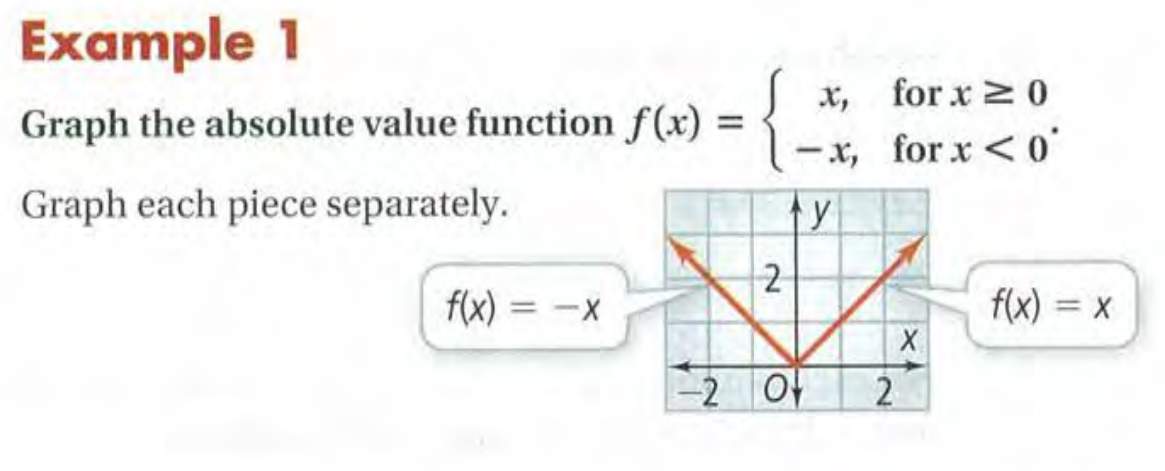 Example 1
Graph the absolute value function f(x) = { x, for x ≥ 0
-x, for x < 0.
Graph each piece separately.
y
2
f(x) = -x
f(x) = x
x
-2 O 2